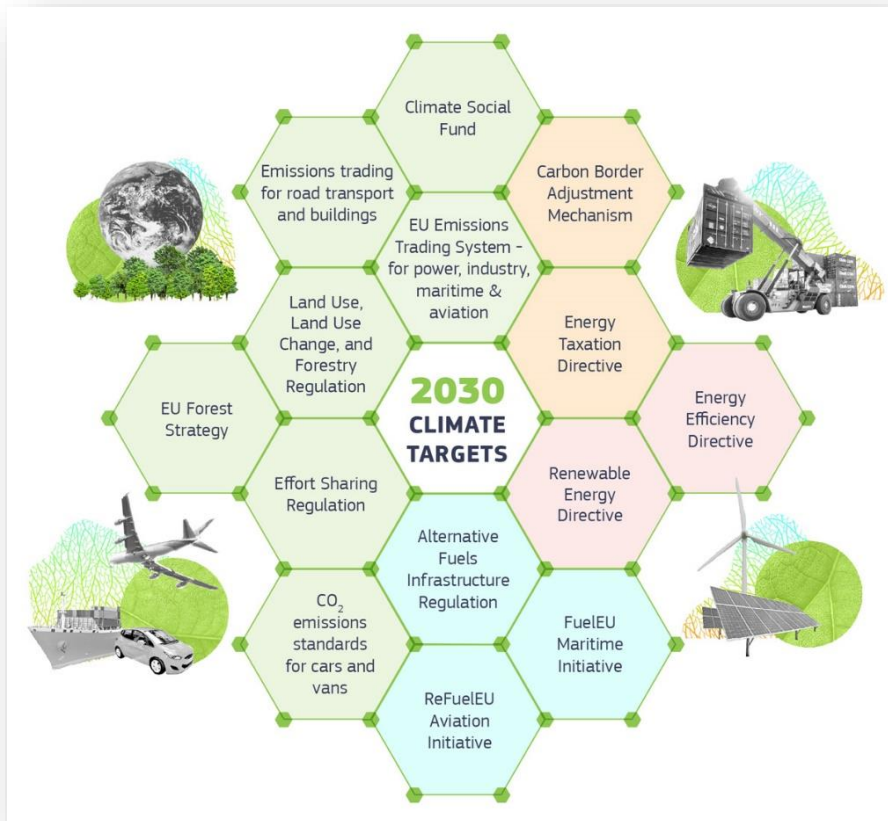 Climate Social
Fund
Emissions trading
for road transport
and buildings
Carbon Border
Adjustment
Mechanism
EU Emissions
Trading System -
for power, industry,
maritime &
aviation
Land Use,
Land Use
Change, and
Forestry
Regulation
Energy
Taxation
Directive
EU Forest
Strategy
2030
CLIMATE
TARGETS
Energy
Efficiency
Directive
Effort Sharing
Regulation
Renewable
Energy
Directive
Alternative
Fuels
Infrastructure
Regulation
CO₂
emissions
standards
for cars and
vans
FuelEU
Maritime
Initiative
ReFuelEU
Aviation
Initiative